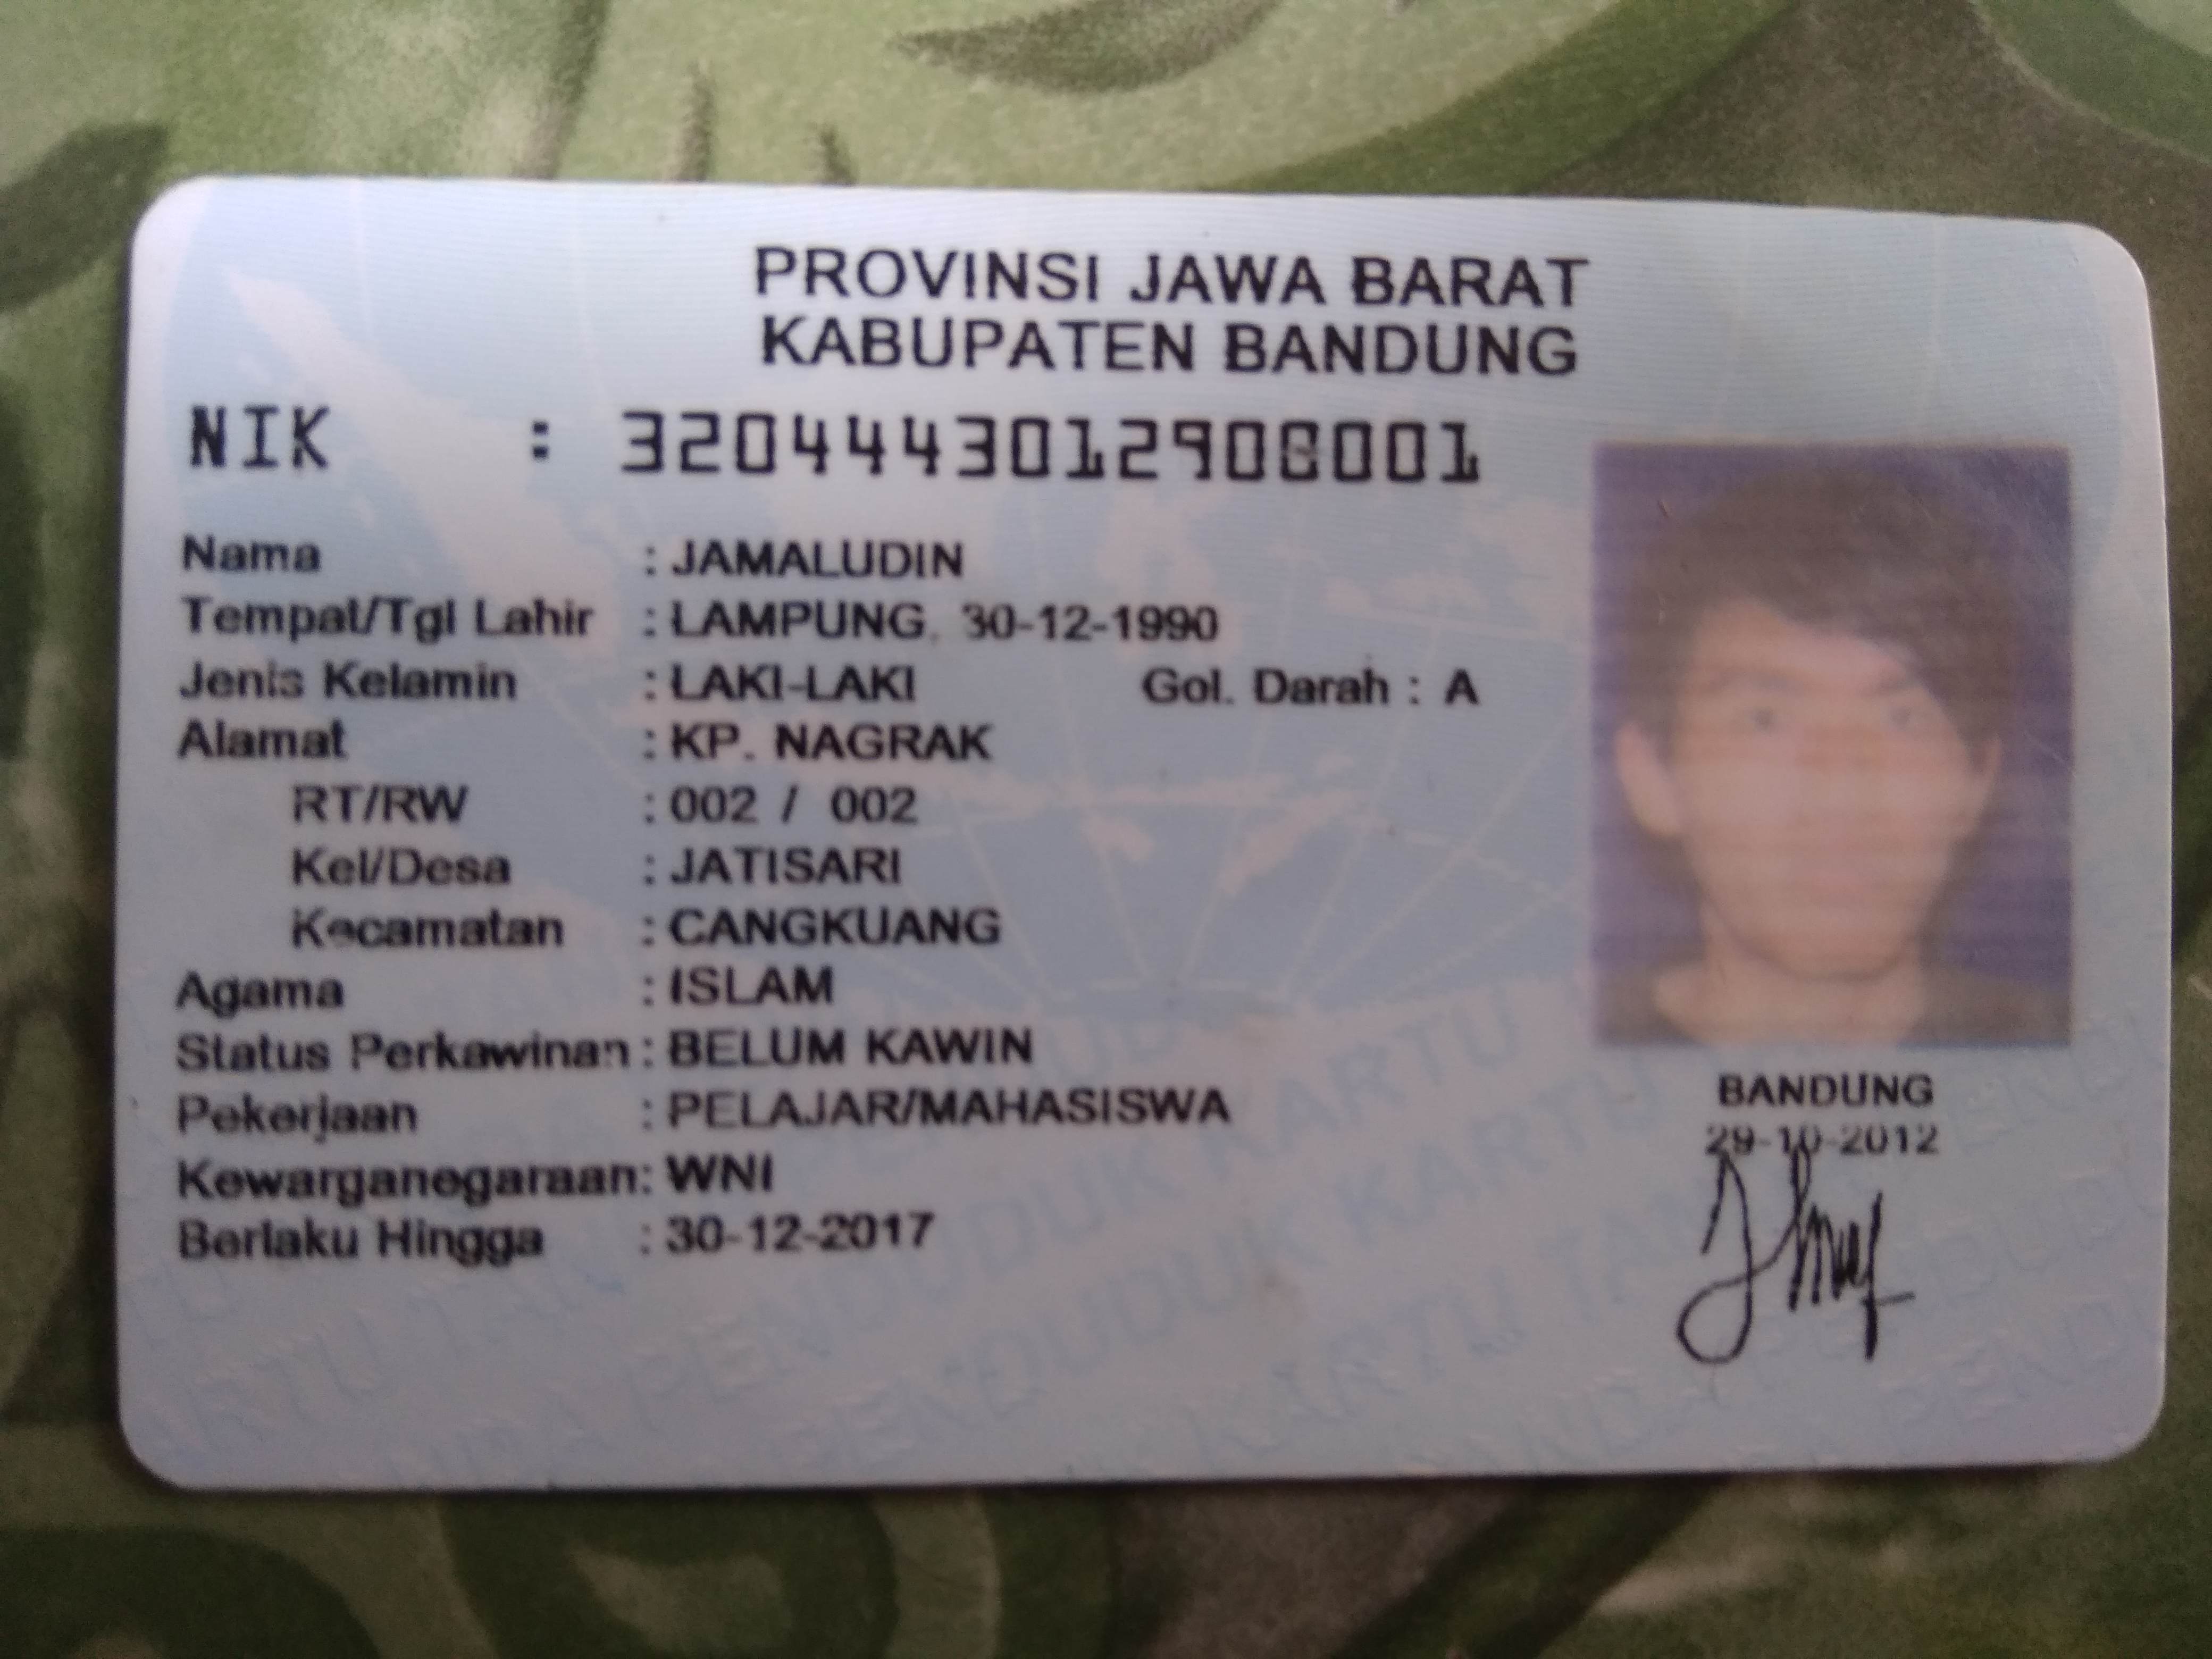 PROVINSI JAWA BARAT
KABUPATEN BANDUNG
NIK : 3204443012900001
Nama : JAMALUDIN
Tempat/Tgl Lahir : LAMPUNG, 30-12-1990
Jenis Kelamin : LAKI-LAKI Gol. Darah : A
Alamat : KP. NAGRAK
RT/RW : 002 / 002
Kel/Desa : JATISARI
Kecamatan : CANGKUANG
Agama : ISLAM
Status Perkawinan : BELUM KAWIN
Pekerjaan : PELAJAR/MAHASISWA
Kewarganegaraan : WNI
Berlaku Hingga : 30-12-2017
BANDUNG
29-10-2012